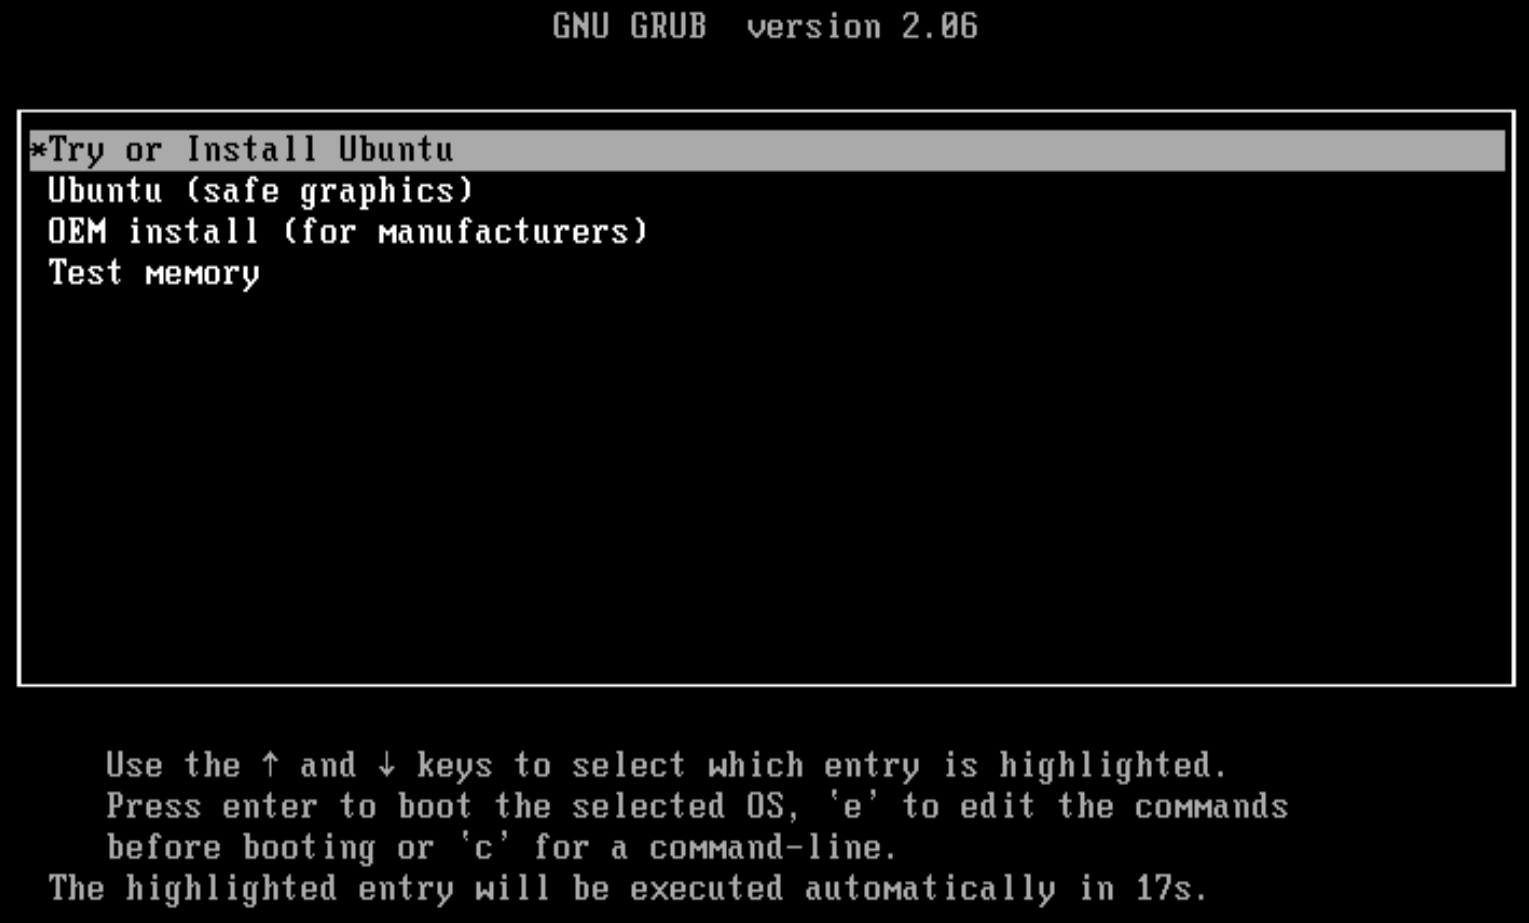 GNU GRUB  version 2.06
*Try or Install Ubuntu
Ubuntu (safe graphics)
OEM install (for manufacturers)
Test memory
Use the ↑ and ↓ keys to select which entry is highlighted.
Press enter to boot the selected OS, `e' to edit the commands
before booting or `c' for a command-line.
The highlighted entry will be executed automatically in 17s.